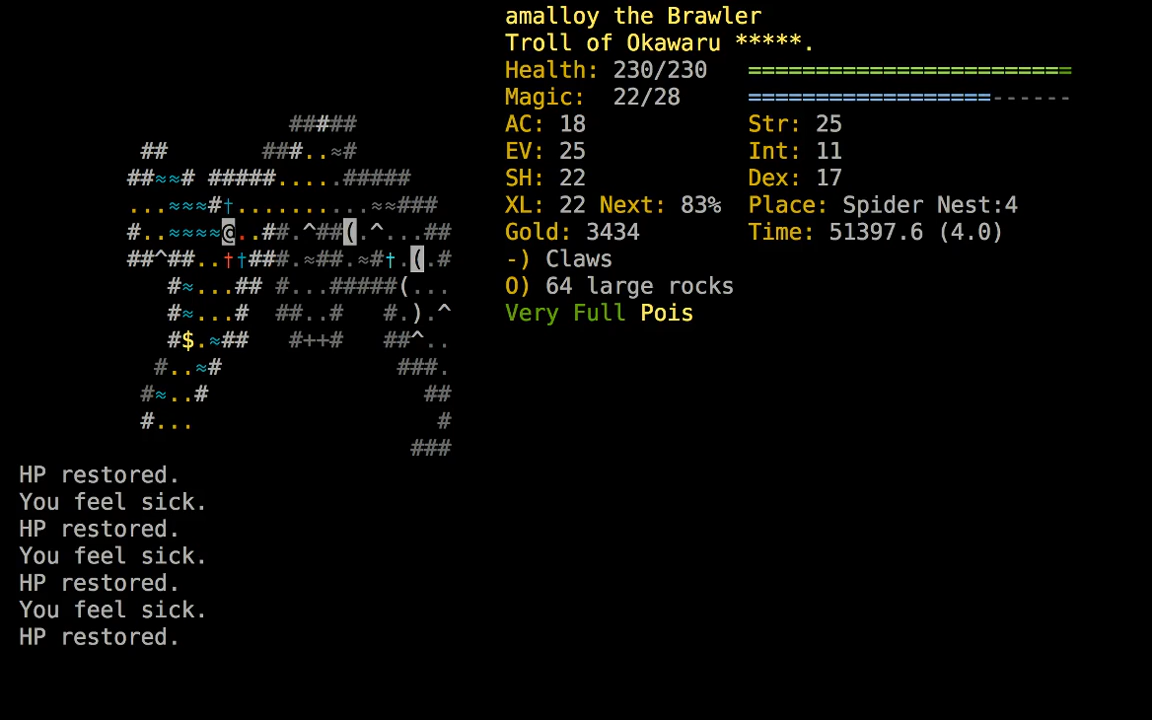 amalloy the Brawler
Troll of Okawaru *****.
Health: 230/230 ========================
Magic:  22/28 ==================------
AC: 18 Str: 25
EV: 25 Int: 11
SH: 22 Dex: 17
XL: 22 Next: 83% Place: Spider Nest:4
Gold: 3434 Time: 51397.6 (4.0)
-) Claws
O) 64 large rocks
Very Full Pois
            #####
 ##       ###..≈#
##≈≈# #####.....#####
...≈≈≈#†..........≈≈###
#..≈≈≈≈@..##.^##(.^...##
##^##..††###.≈##.≈#†.(.#
   #≈...## #...#####(...
   #≈...#  ##..#   #.).^
   #$.≈##   #++#   ##^..
  #..≈#             ###.
 #≈..#                ##
 #...                  #
                     ###
HP restored.
You feel sick.
HP restored.
You feel sick.
HP restored.
You feel sick.
HP restored.